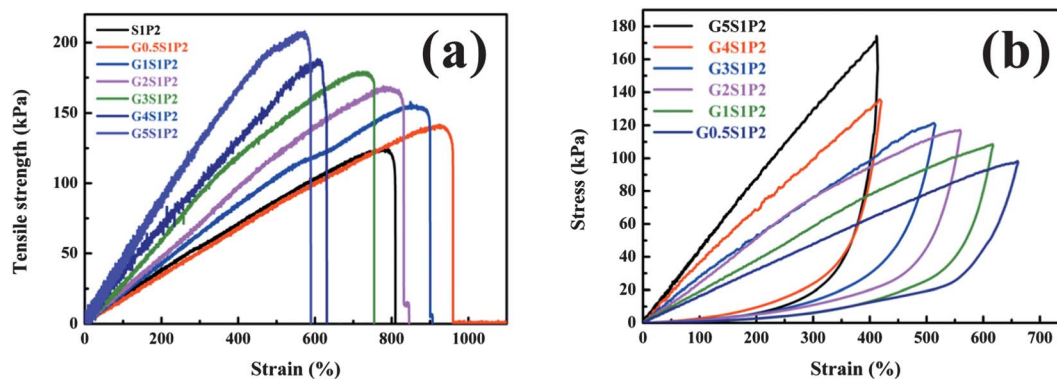 (a)
S1P2
G0.5S1P2
G1S1P2
G2S1P2
G3S1P2
G4S1P2
G5S1P2
Tensile strength (kPa)
200
150
100
50
0
0 200 400 600 800 1000
Strain (%)
(b)
G5S1P2
G4S1P2
G3S1P2
G2S1P2
G1S1P2
G0.5S1P2
Stress (kPa)
180
160
140
120
100
80
60
40
20
0
0 100 200 300 400 500 600 700
Strain (%)